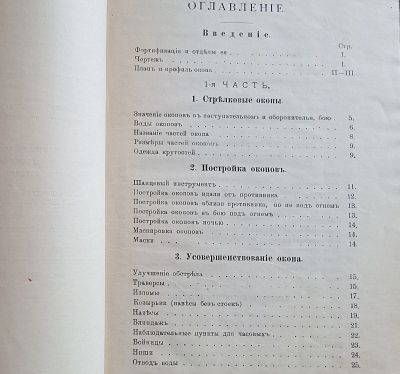 ОГЛАВЛЕНІЕ
Введеніе.
Стр.
Фортификація и отдѣлы ея I.
Чертежъ I.
Планъ и профиль окопа II—III.
1-я ЧАСТЬ.
1. Стрѣлковые окопы.
Значеніе окоповъ въ наступательномъ и оборонительн. бою 5.
Виды окоповъ 6.
Названіе частей окопа 8.
Размѣры частей окоповъ 9.
Одежда крутостей 9.
2. Постройка окоповъ.
Шанцевый инструментъ 11.
Постройка окоповъ вдали отъ противника 12.
Постройка окоповъ вблизи противника, но не подъ огнемъ 13.
Постройка окоповъ въ бою подъ огнемъ 13.
Постройка окоповъ ночью 14.
Маскировка окоповъ 14.
Маски 14.
3. Усовершенствованіе окопа.
Улучшеніе обстрѣла 15.
Траверсы 15.
Изломы 17.
Козырьки (навѣсы безъ стоекъ) 18.
Навѣсы 19.
Блиндажъ 21.
Наблюдательные пункты для часовыхъ 22.
Бойницы 23.
Ниши 24.
Отводъ воды 25.